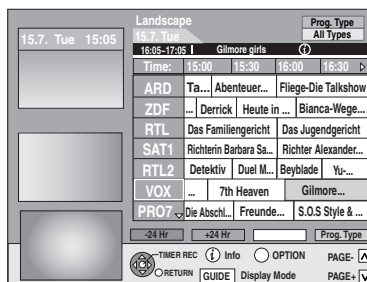 Landscape Prog. Type
15.7. Tue 15:05 15.7. Tue All Types
16:05~17:05 Gilmore girls i
Time: 15:00 15:30 16:00 16:30
ARD Ta... Abenteuer... Fliege-Die Talkshow
ZDF ... Derrick Heute in ... Bianca-Wege...
RTL Das Familiengericht Das Jugendgericht
SAT1 Richterin Barbara Sa... Richter Alexander...
RTL2 Detektiv Duel M... Beyblade Yu-...
VOX ... 7th Heaven Gilmore...
PRO7 Die Abschl... Freunde... S.O.S Style & ...
-24 Hr +24 Hr Prog. Type
TIMER REC i Info OPTION PAGE-
RETURN GUIDE Display Mode PAGE+